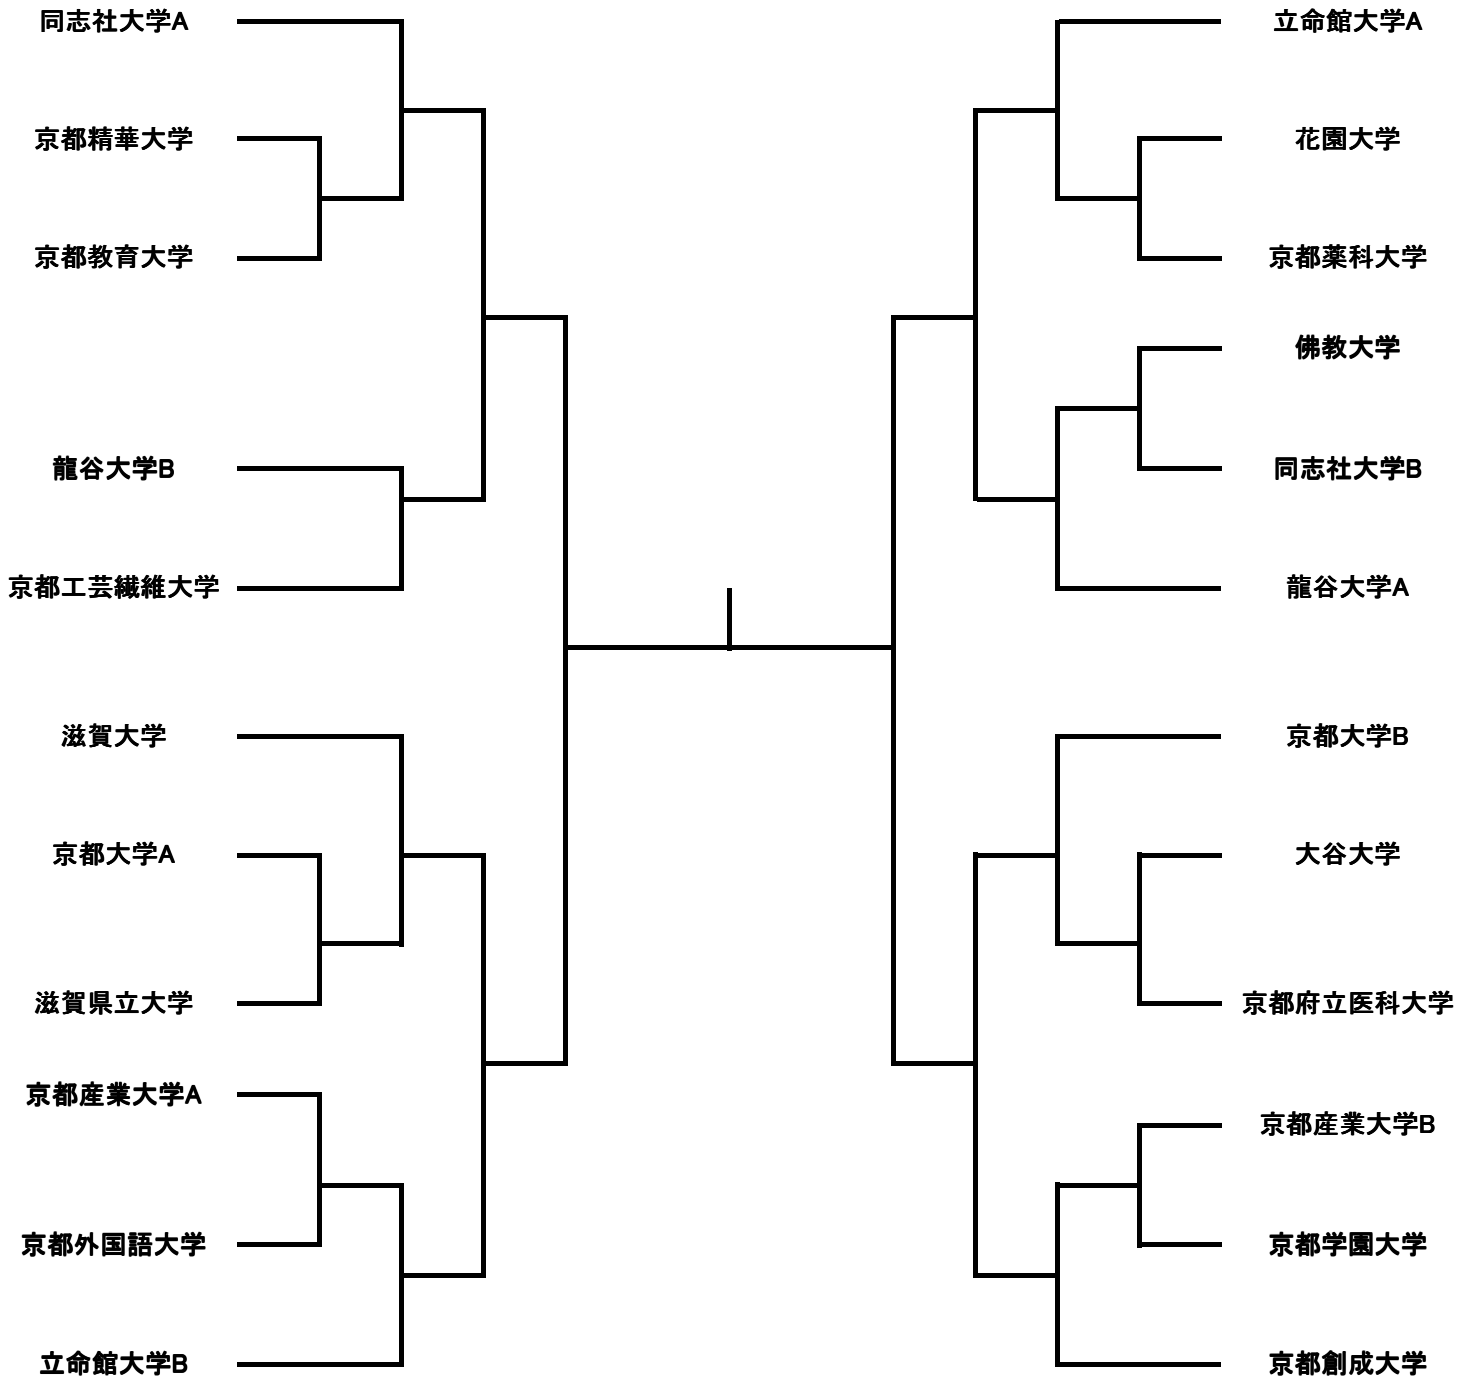 同志社大学A
京都精華大学
京都教育大学
龍谷大学B
京都工芸繊維大学
滋賀大学
京都大学A
滋賀県立大学
京都産業大学A
京都外国語大学
立命館大学B
立命館大学A
花園大学
京都薬科大学
佛教大学
同志社大学B
龍谷大学A
京都大学B
大谷大学
京都府立医科大学
京都産業大学B
京都学園大学
京都創成大学